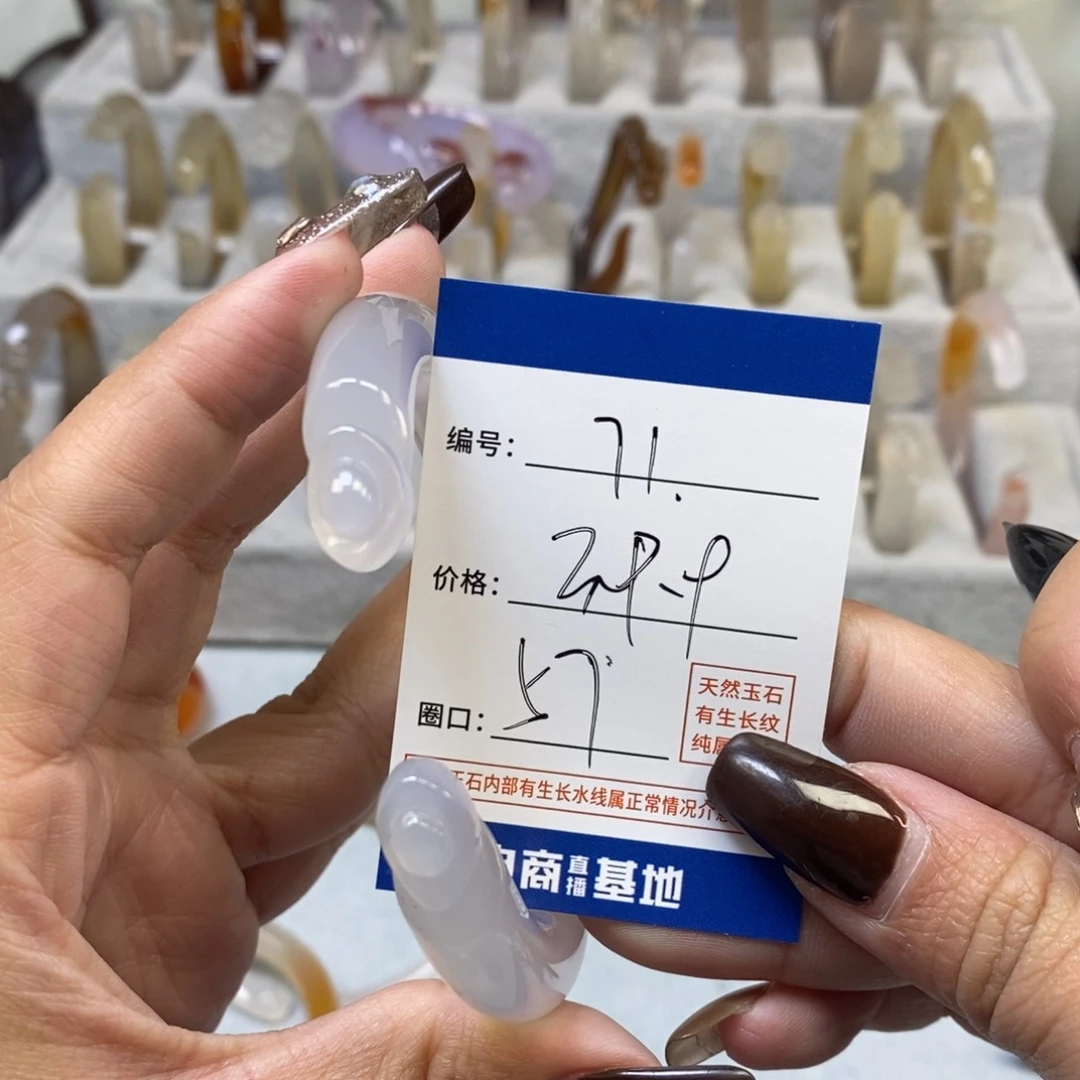 编号: 71.
价格:
圈口: 57
天然玉石
有生长纹
纯属
玉石内部有生长水线属正常情况介意
电商直播基地